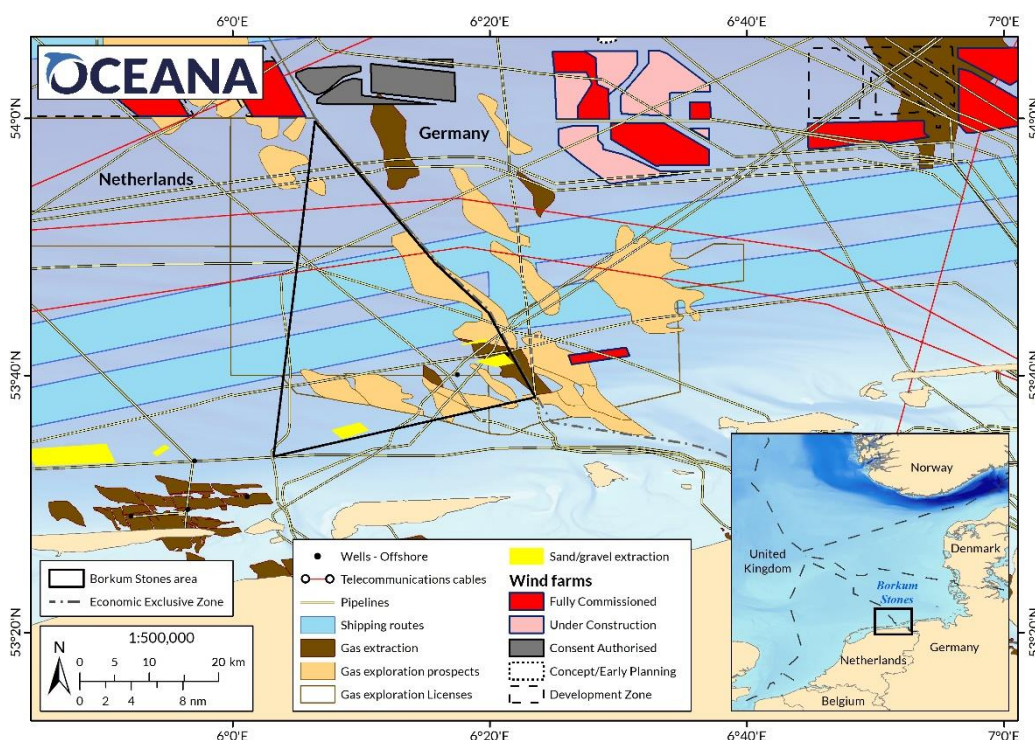 6°0'E 6°20'E 6°40'E 7°0'E
OCEANA
54°0'N
54°0'N
Germany
Netherlands
53°40'N
53°40'N
Borkum Stones area
Economic Exclusive Zone
N
1:500,000
0 5 10 20 km
0 2 4 8 nm
53°20'N
Wells - Offshore
Telecommunications cables
Pipelines
Shipping routes
Gas extraction
Gas exploration prospects
Gas exploration Licenses
Sand/gravel extraction
Wind farms
Fully Commissioned
Under Construction
Consent Authorised
Concept/Early Planning
Development Zone
Norway
Denmark
United
Kingdom
Borkum
Stones
Netherlands
Germany
Belgium
53°20'N
6°0'E 6°20'E 6°40'E 7°0'E